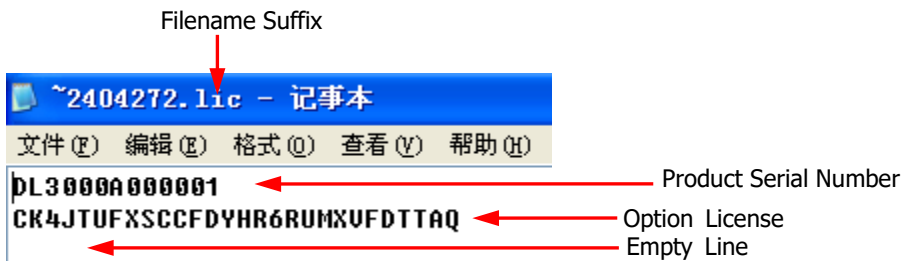 Filename Suffix
~2404272.lic - 记事本
文件(F) 编辑(E) 格式(O) 查看(V) 帮助(H)
DL3000A000001 Product Serial Number
CK4JTUFXSCCFDYHR6RUMXVFDTTAQ Option License
Empty Line